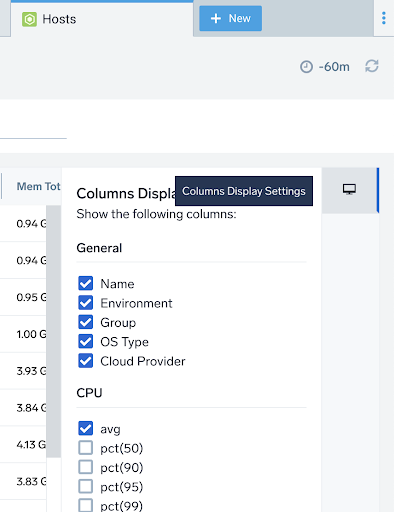 Hosts
+ New
-60m
Mem Tot
Columns Displa
Columns Display Settings
Show the following columns:
0.94 G
0.94 G
0.95 G
1.00 G
3.93 G
3.84 G
4.13 G
3.83 G
General
Name
Environment
Group
OS Type
Cloud Provider
CPU
avg
pct(50)
pct(90)
pct(95)
pct(99)